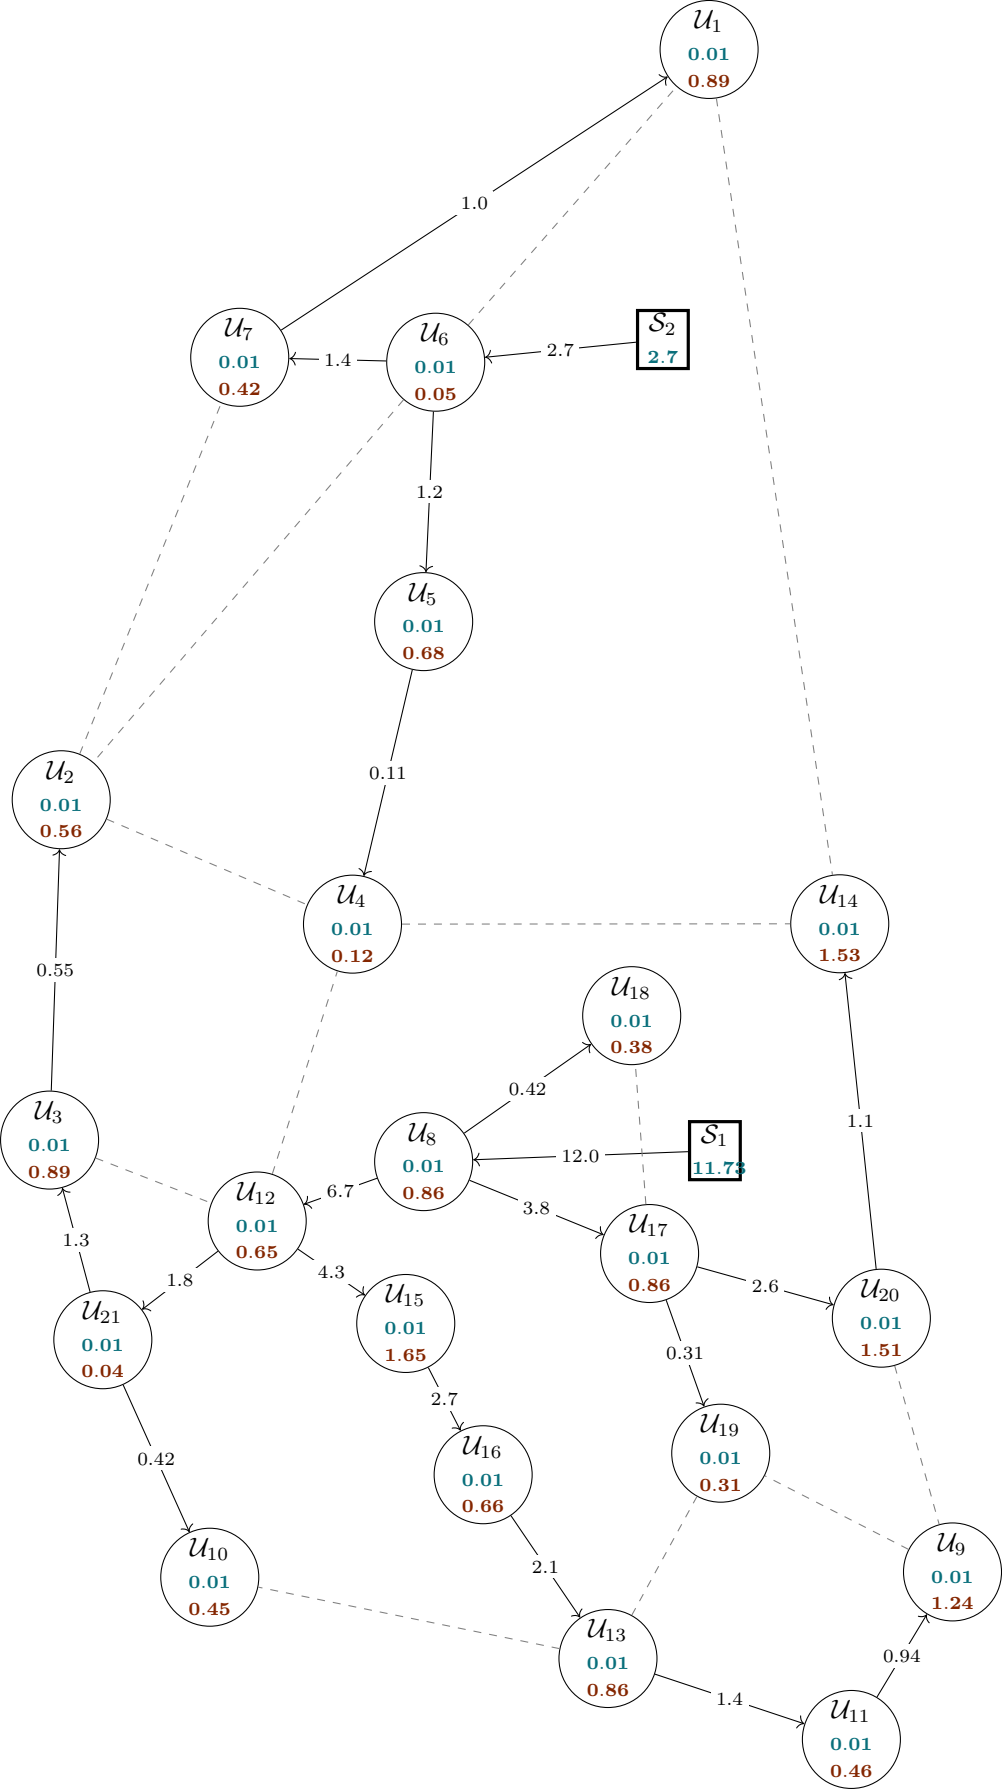 𝒰₁
0.01
0.89
1.0
𝒰₇
0.01
0.42
1.4
𝒰₆
0.01
0.05
2.7
𝒮₂
2.7
1.2
𝒰₅
0.01
0.68
0.11
𝒰₂
0.01
0.56
𝒰₄
0.01
0.12
𝒰₁₄
0.01
1.53
0.55
𝒰₁₈
0.01
0.38
0.42
𝒰₃
0.01
0.89
𝒰₈
0.01
0.86
12.0
𝒮₁
11.73
1.1
𝒰₁₂
0.01
0.65
6.7
3.8
𝒰₁₇
0.01
0.86
1.3
1.8
4.3
2.6
𝒰₂₁
0.01
0.04
𝒰₁₅
0.01
1.65
𝒰₂₀
0.01
1.51
0.31
2.7
0.42
𝒰₁₆
0.01
0.66
𝒰₁₉
0.01
0.31
𝒰₁₀
0.01
0.45
2.1
𝒰₉
0.01
1.24
𝒰₁₃
0.01
0.86
0.94
1.4
𝒰₁₁
0.01
0.46